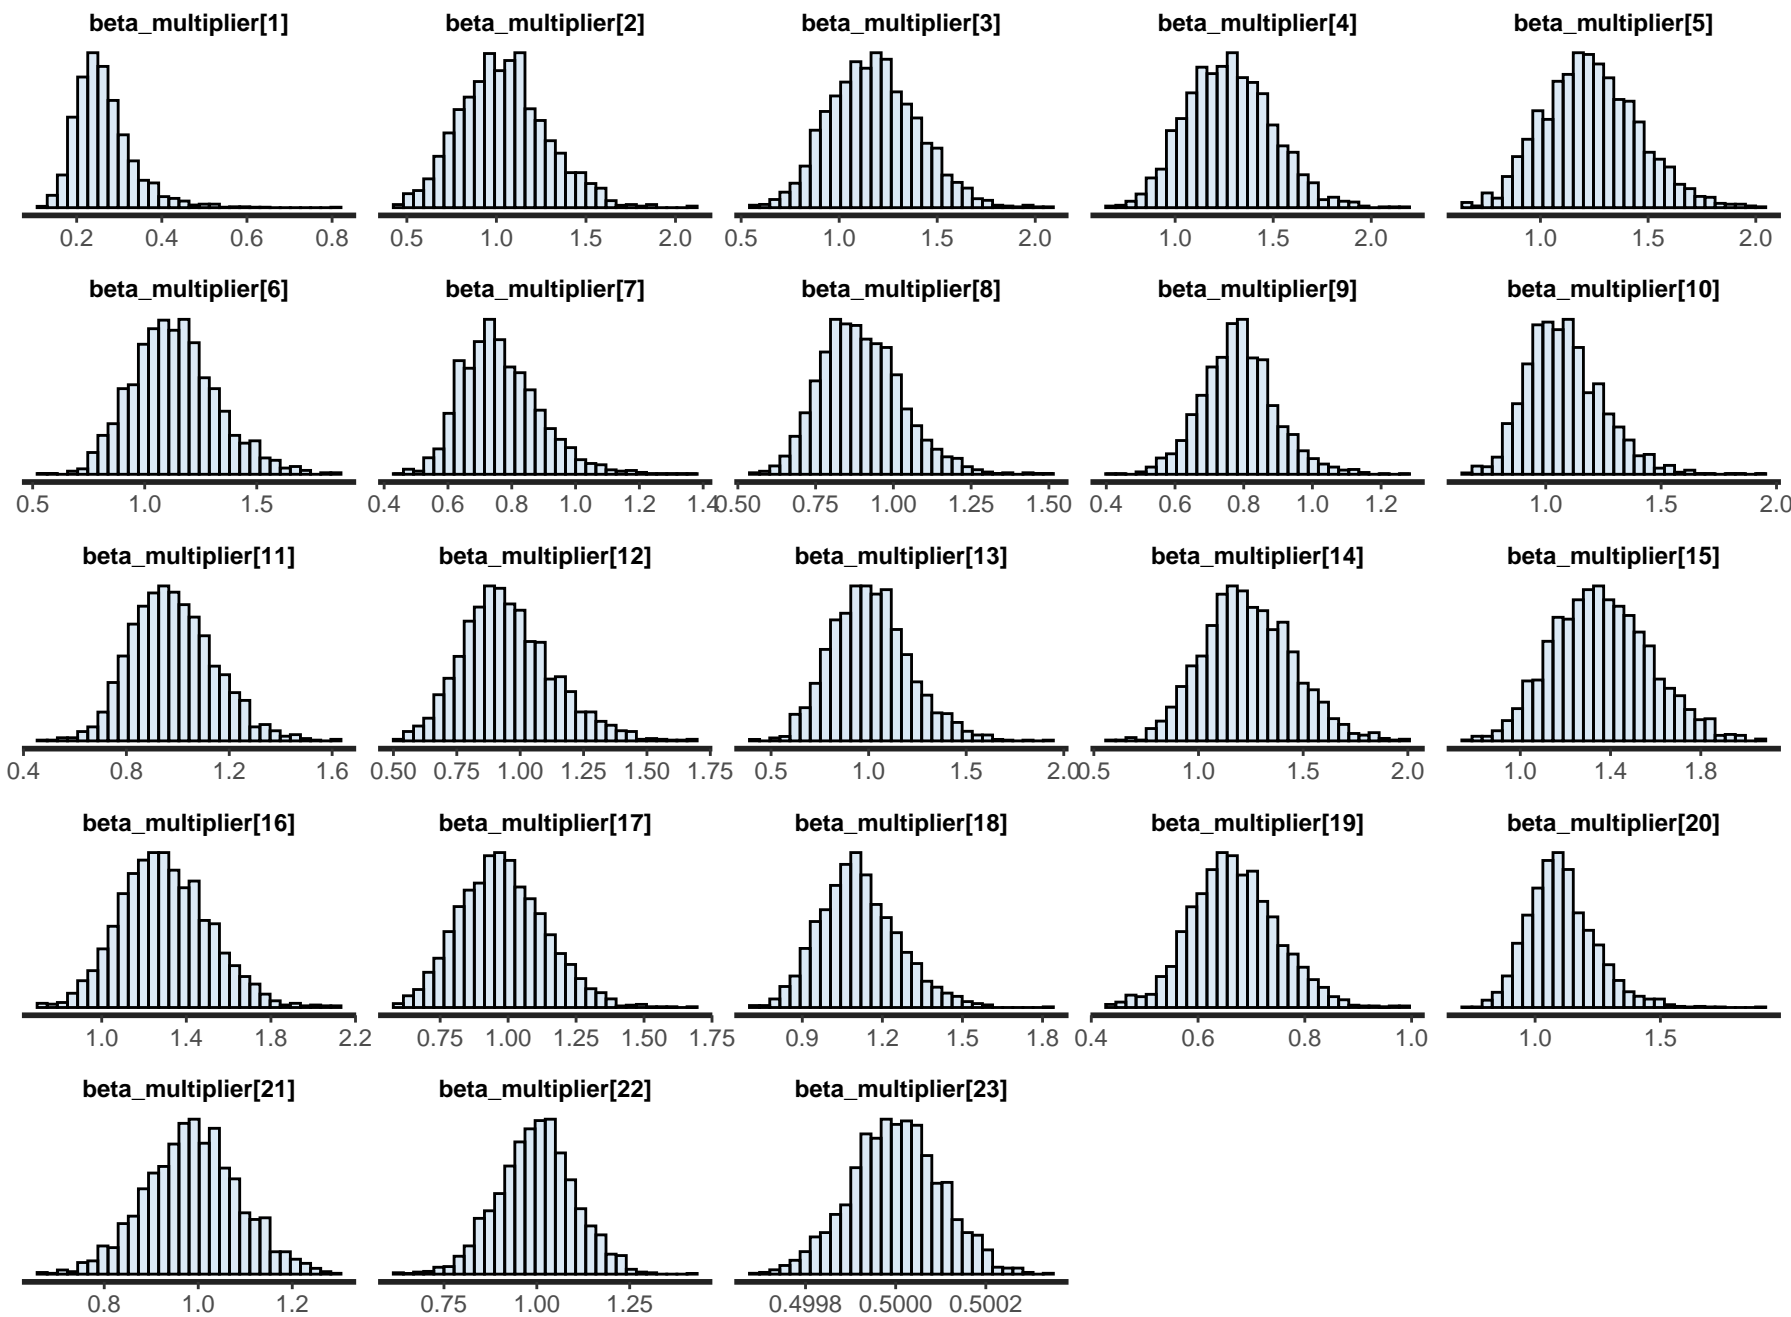 beta_multiplier[1] beta_multiplier[2] beta_multiplier[3] beta_multiplier[4] beta_multiplier[5]
0.2 0.4 0.6 0.8 0.5 1.0 1.5 2.0 0.5 1.0 1.5 2.0 1.0 1.5 2.0 1.0 1.5 2.0
beta_multiplier[6] beta_multiplier[7] beta_multiplier[8] beta_multiplier[9] beta_multiplier[10]
0.5 1.0 1.5 0.4 0.6 0.8 1.0 1.2 1.4 0.50 0.75 1.00 1.25 1.50 0.4 0.6 0.8 1.0 1.2 1.0 1.5 2.0
beta_multiplier[11] beta_multiplier[12] beta_multiplier[13] beta_multiplier[14] beta_multiplier[15]
0.4 0.8 1.2 1.6 0.50 0.75 1.00 1.25 1.50 1.75 0.5 1.0 1.5 2.0 0.5 1.0 1.5 2.0 1.0 1.4 1.8
beta_multiplier[16] beta_multiplier[17] beta_multiplier[18] beta_multiplier[19] beta_multiplier[20]
1.0 1.4 1.8 2.2 0.75 1.00 1.25 1.50 1.75 0.9 1.2 1.5 1.8 0.4 0.6 0.8 1.0 1.0 1.5
beta_multiplier[21] beta_multiplier[22] beta_multiplier[23]
0.8 1.0 1.2 0.75 1.00 1.25 0.4998 0.5000 0.5002